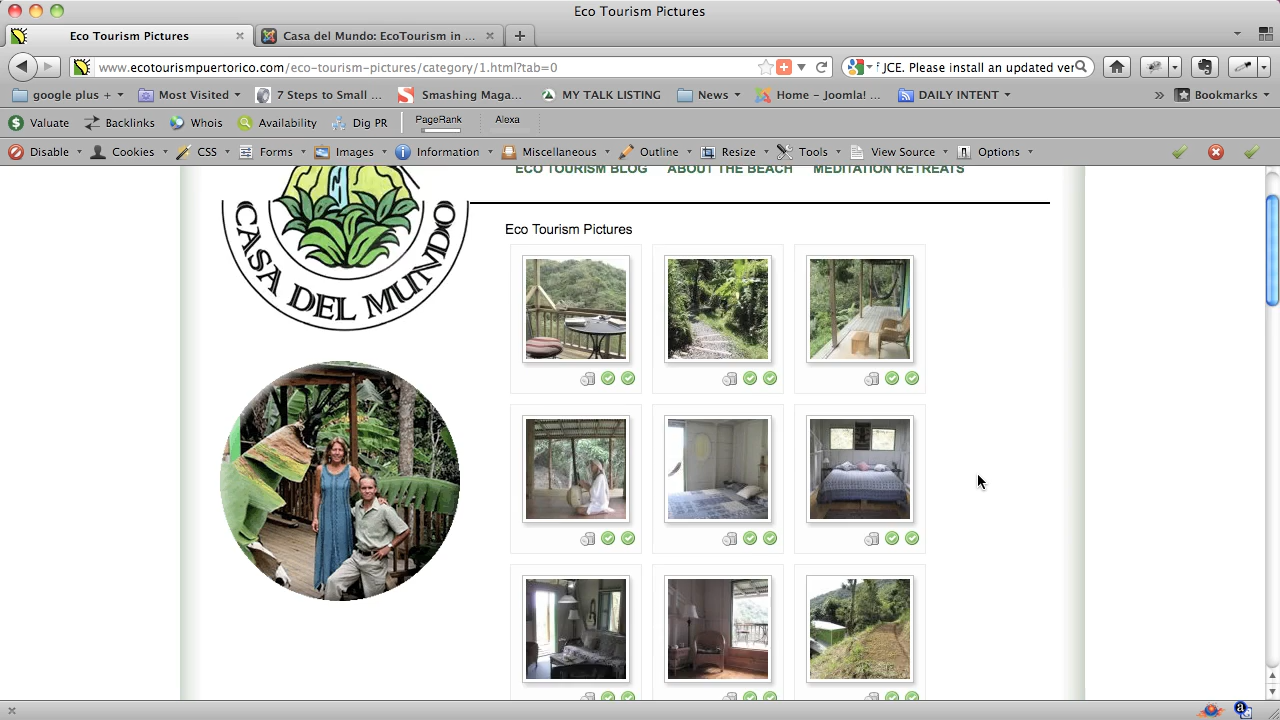 Eco Tourism Pictures
Eco Tourism Pictures
Casa del Mundo: EcoTourism in ...
www.ecotourismpuertorico.com/eco-tourism-pictures/category/1.html?tab=0
JCE. Please install an updated ver
google plus +
Most Visited
7 Steps to Small ...
Smashing Maga...
MY TALK LISTING
News
Home – Joomla! ...
DAILY INTENT
»
Bookmarks
Valuate
Backlinks
Whois
Availability
Dig PR
PageRank
Alexa
Disable
Cookies
CSS
Forms
Images
Information
Miscellaneous
Outline
Resize
Tools
View Source
Options
ECO TOURISM BLOG
ABOUT THE BEACH
MEDITATION RETREATS
CASA DEL MUNDO
Eco Tourism Pictures